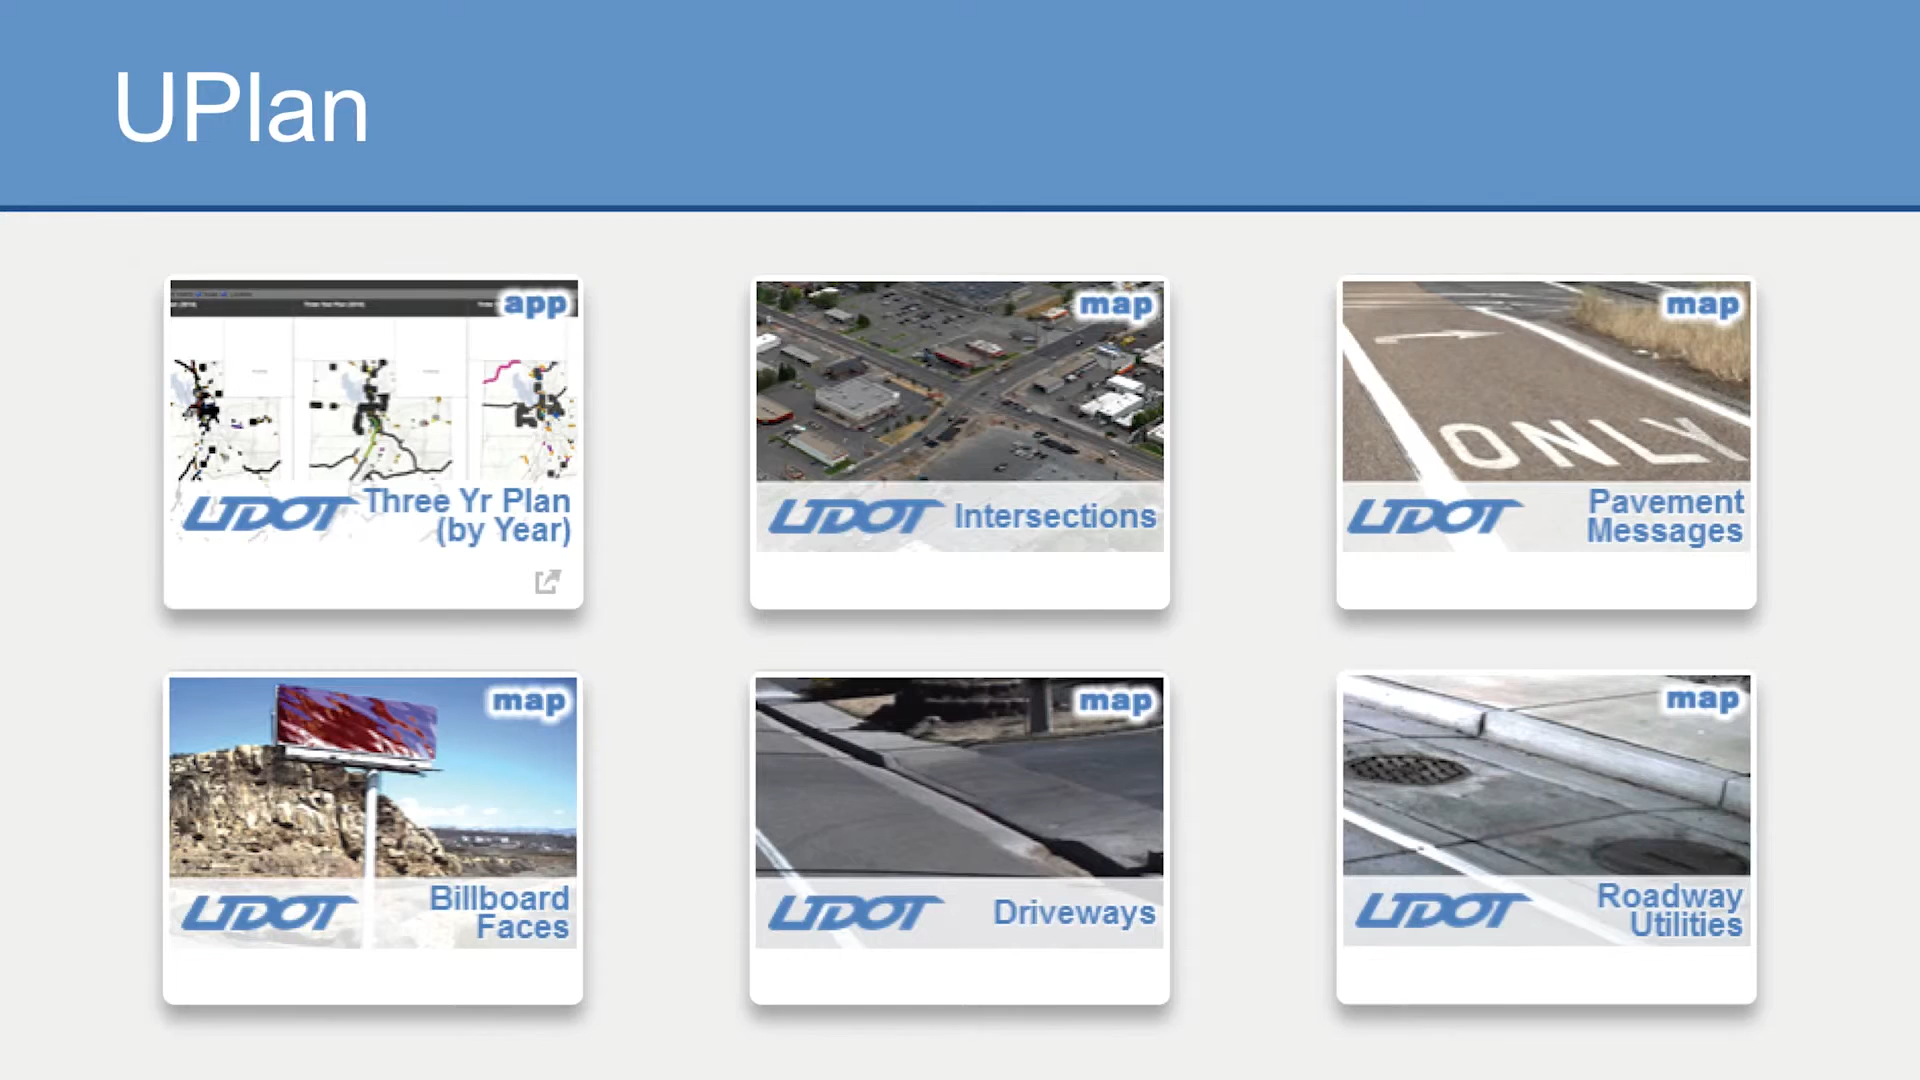 UPlan
app
UDOT Three Yr Plan
(by Year)
map
UDOT Intersections
map
ONLY
UDOT Pavement
Messages
map
UDOT Billboard
Faces
map
UDOT Driveways
map
UDOT Roadway
Utilities